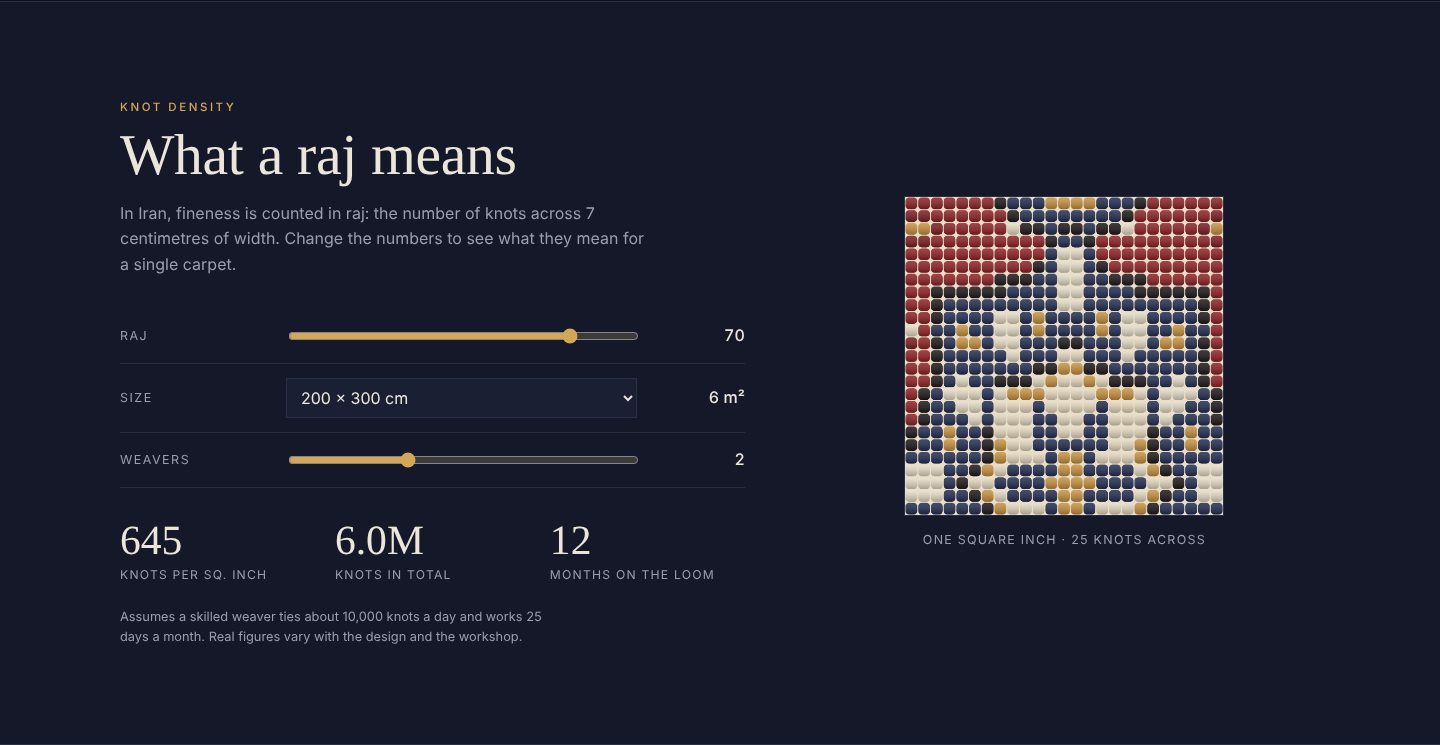 KNOT DENSITY
What a raj means
In Iran, fineness is counted in raj: the number of knots across 7
centimetres of width. Change the numbers to see what they mean for
a single carpet.
RAJ 70
SIZE 200 × 300 cm 6 m²
WEAVERS 2
645 6.0M 12
KNOTS PER SQ. INCH KNOTS IN TOTAL MONTHS ON THE LOOM
Assumes a skilled weaver ties about 10,000 knots a day and works 25
days a month. Real figures vary with the design and the workshop.
ONE SQUARE INCH · 25 KNOTS ACROSS